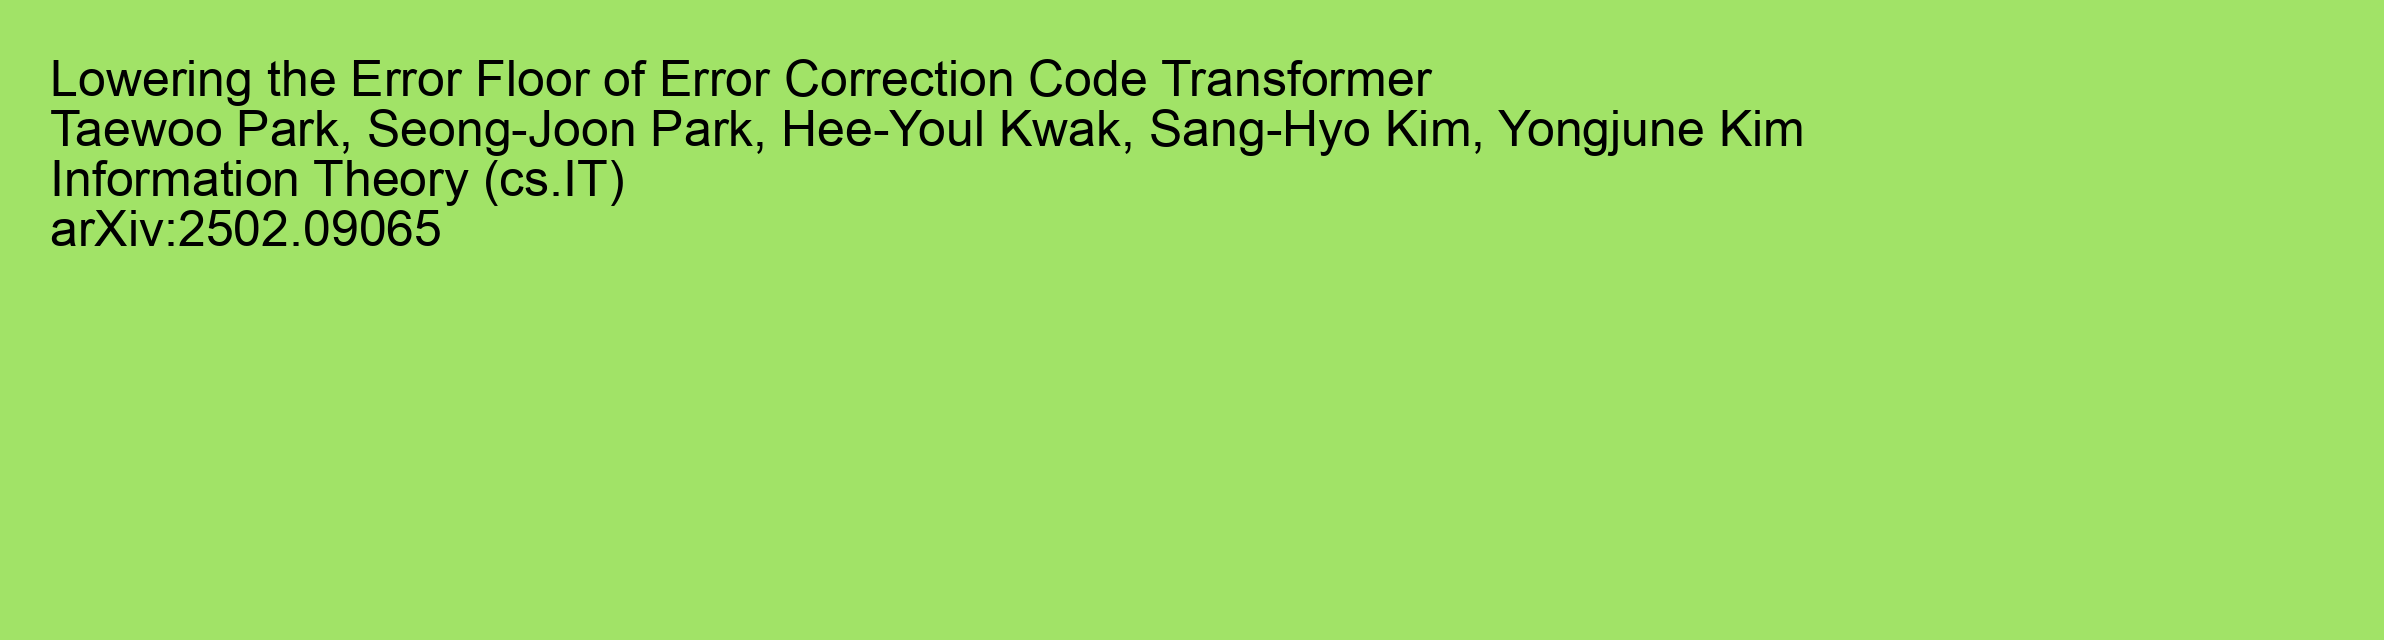 Lowering the Error Floor of Error Correction Code Transformer
Taewoo Park, Seong-Joon Park, Hee-Youl Kwak, Sang-Hyo Kim, Yongjune Kim
Information Theory (cs.IT)
arXiv:2502.09065